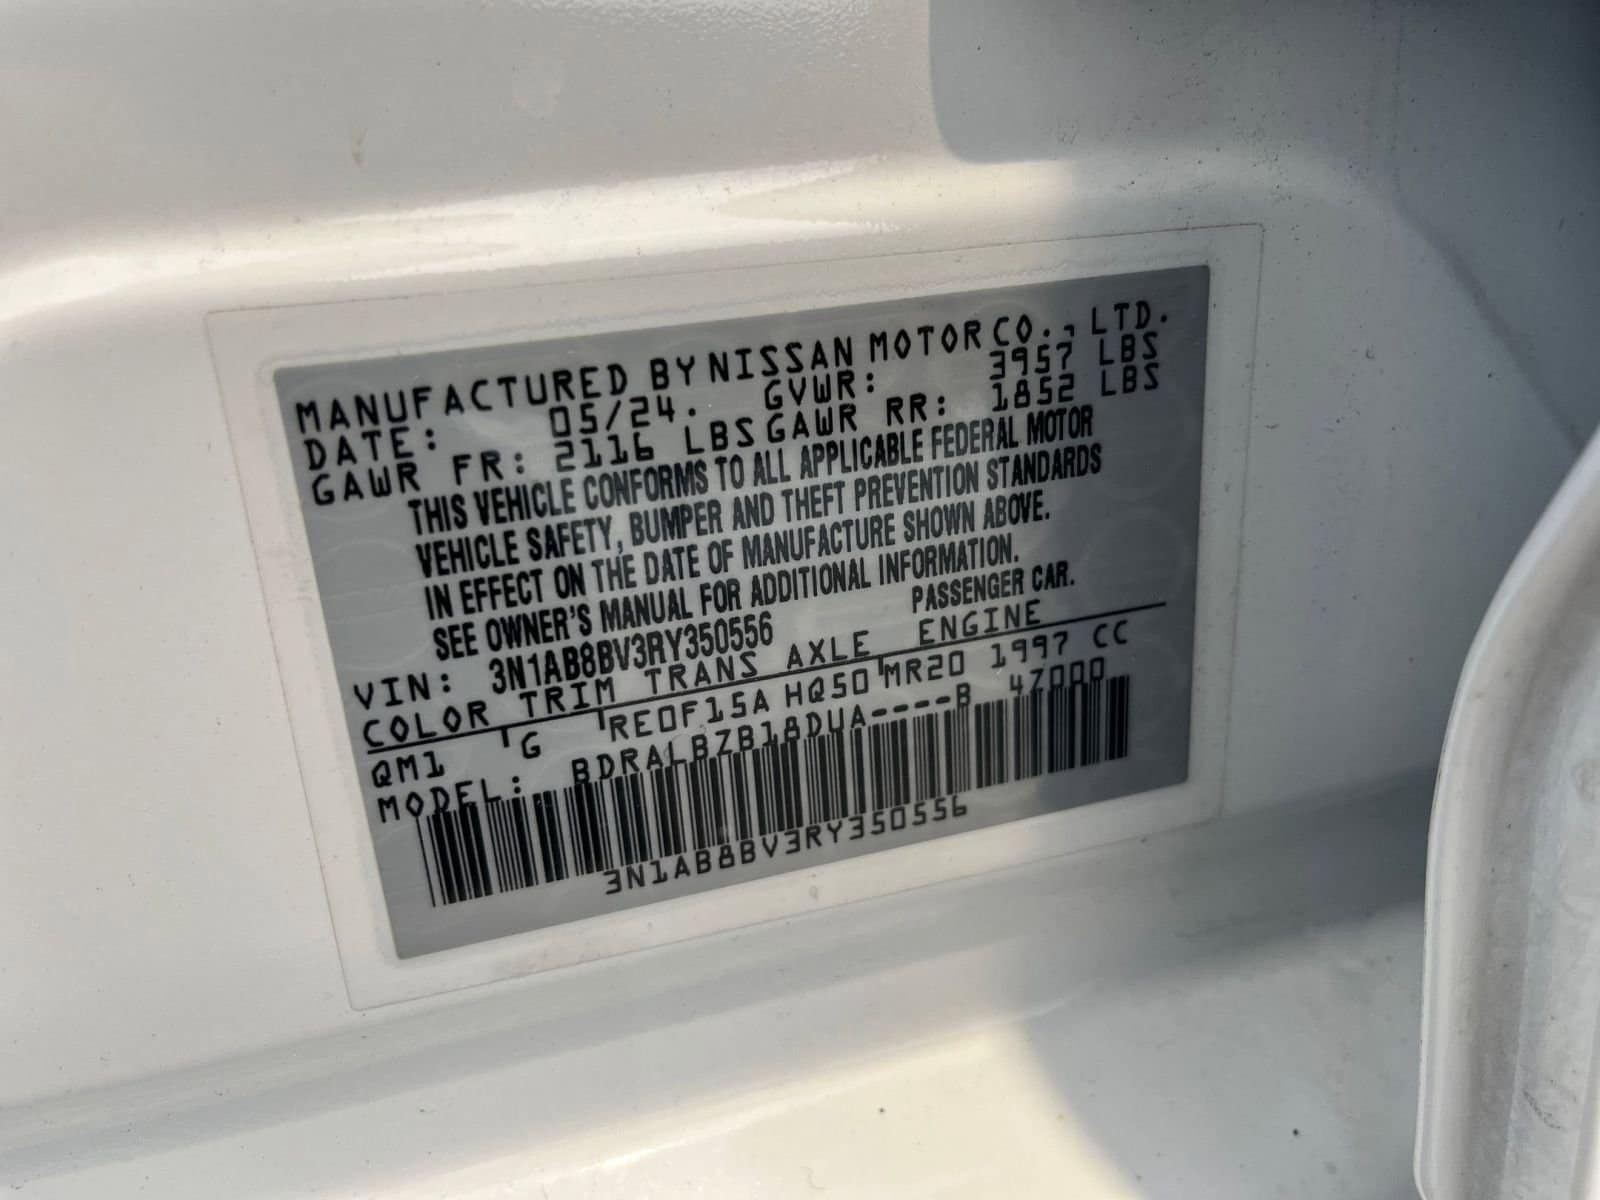 MANUFACTURED BY NISSAN MOTOR CO., LTD.
DATE: 05/24. GVWR: 3957 LBS
GAWR FR: 2116 LBS GAWR RR: 1852 LBS
THIS VEHICLE CONFORMS TO ALL APPLICABLE FEDERAL MOTOR
VEHICLE SAFETY, BUMPER AND THEFT PREVENTION STANDARDS
IN EFFECT ON THE DATE OF MANUFACTURE SHOWN ABOVE.
SEE OWNER'S MANUAL FOR ADDITIONAL INFORMATION.
VIN: 3N1AB8BV3RY350556 PASSENGER CAR.
COLOR TRIM TRANS AXLE ENGINE
QM1 G RE0F15A HQ50 MR20 1997 CC
MODEL: BDRALBZB18DUA----B 47000
3N1AB8BV3RY350556